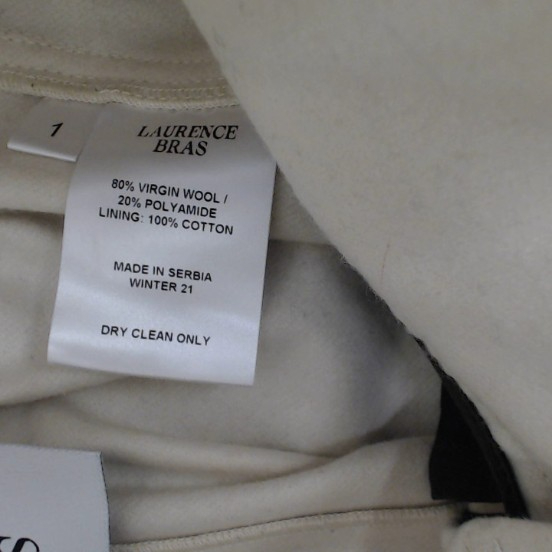 1
LAURENCE
BRAS
80% VIRGIN WOOL /
20% POLYAMIDE
LINING: 100% COTTON
MADE IN SERBIA
WINTER 21
DRY CLEAN ONLY